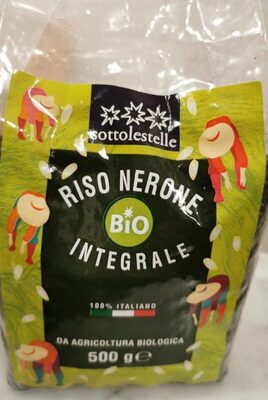 sottolestelle
RISO NERONE
BiO
INTEGRALE
100% ITALIANO
DA AGRICOLTURA BIOLOGICA
500 g e